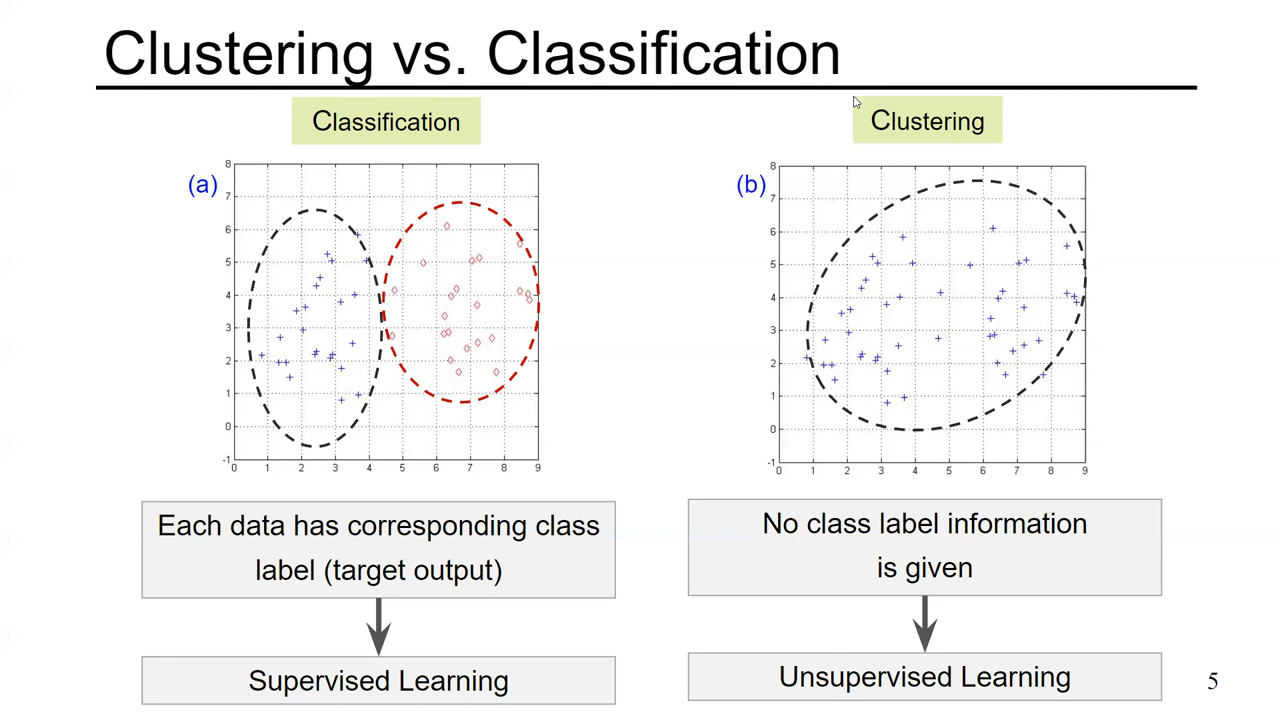 Clustering vs. Classification
Classification
Clustering
(a)
8
7
6
5
4
3
2
1
0
-1
0 1 2 3 4 5 6 7 8 9
(b)
8
7
6
5
4
3
2
1
0
-1
0 1 2 3 4 5 6 7 8 9
Each data has corresponding class
label (target output)
No class label information
is given
Supervised Learning
Unsupervised Learning
5